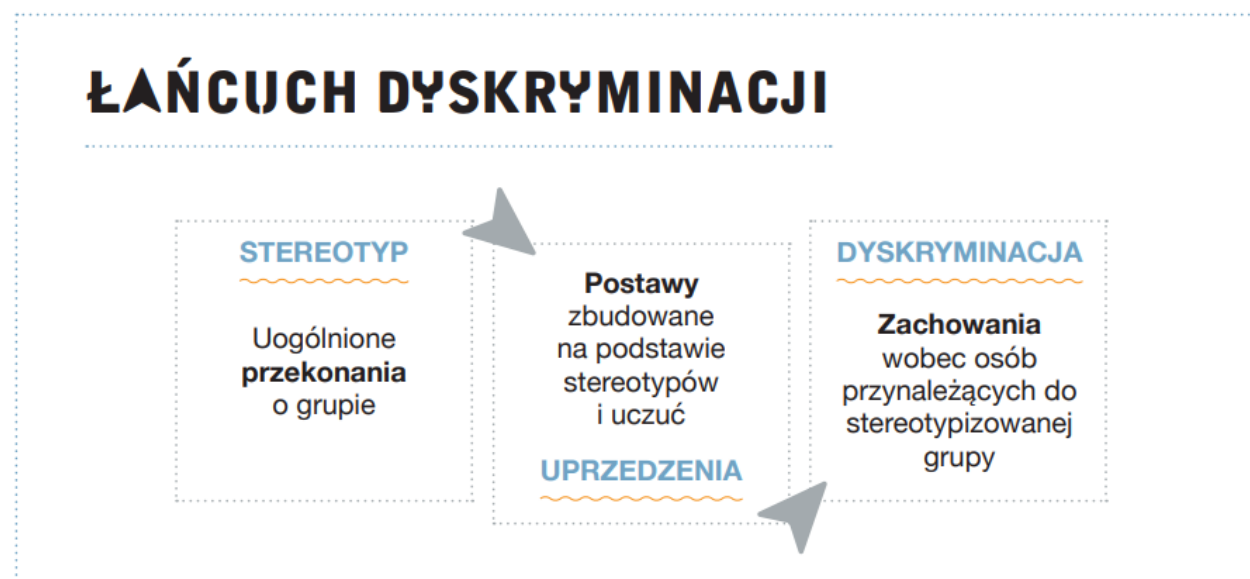 ŁAŃCUCH DYSKRYMINACJI
STEREOTYP
Uogólnione
przekonania
o grupie
Postawy
zbudowane
na podstawie
stereotypów
i uczuć
UPRZEDZENIA
DYSKRYMINACJA
Zachowania
wobec osób
przynależących do
stereotypizowanej
grupy